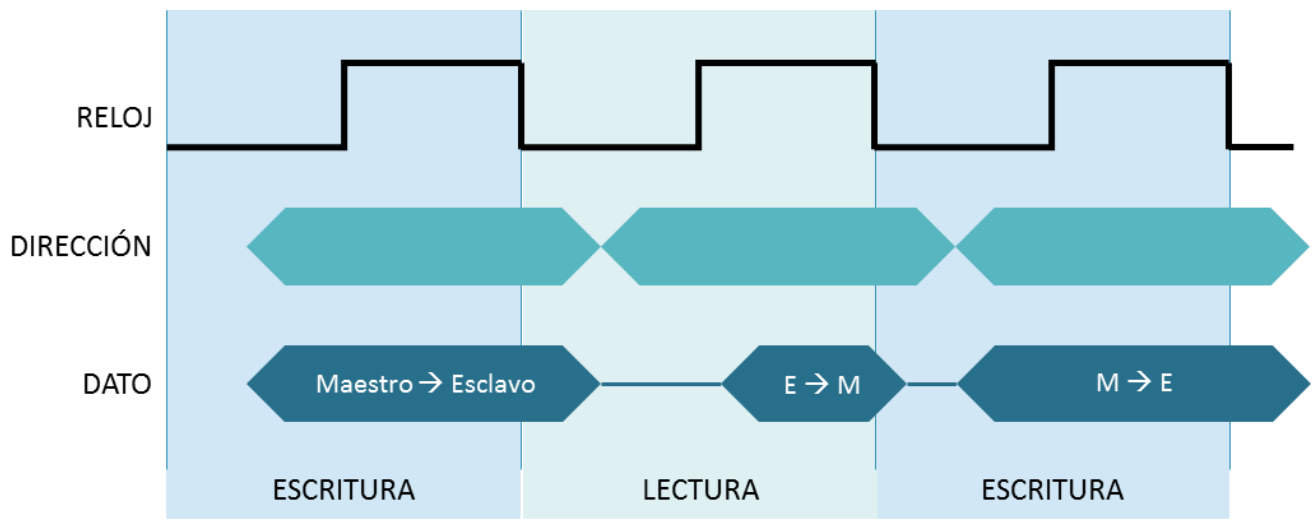 RELOJ
DIRECCIÓN
DATO
Maestro → Esclavo
E → M
M → E
ESCRITURA
LECTURA
ESCRITURA